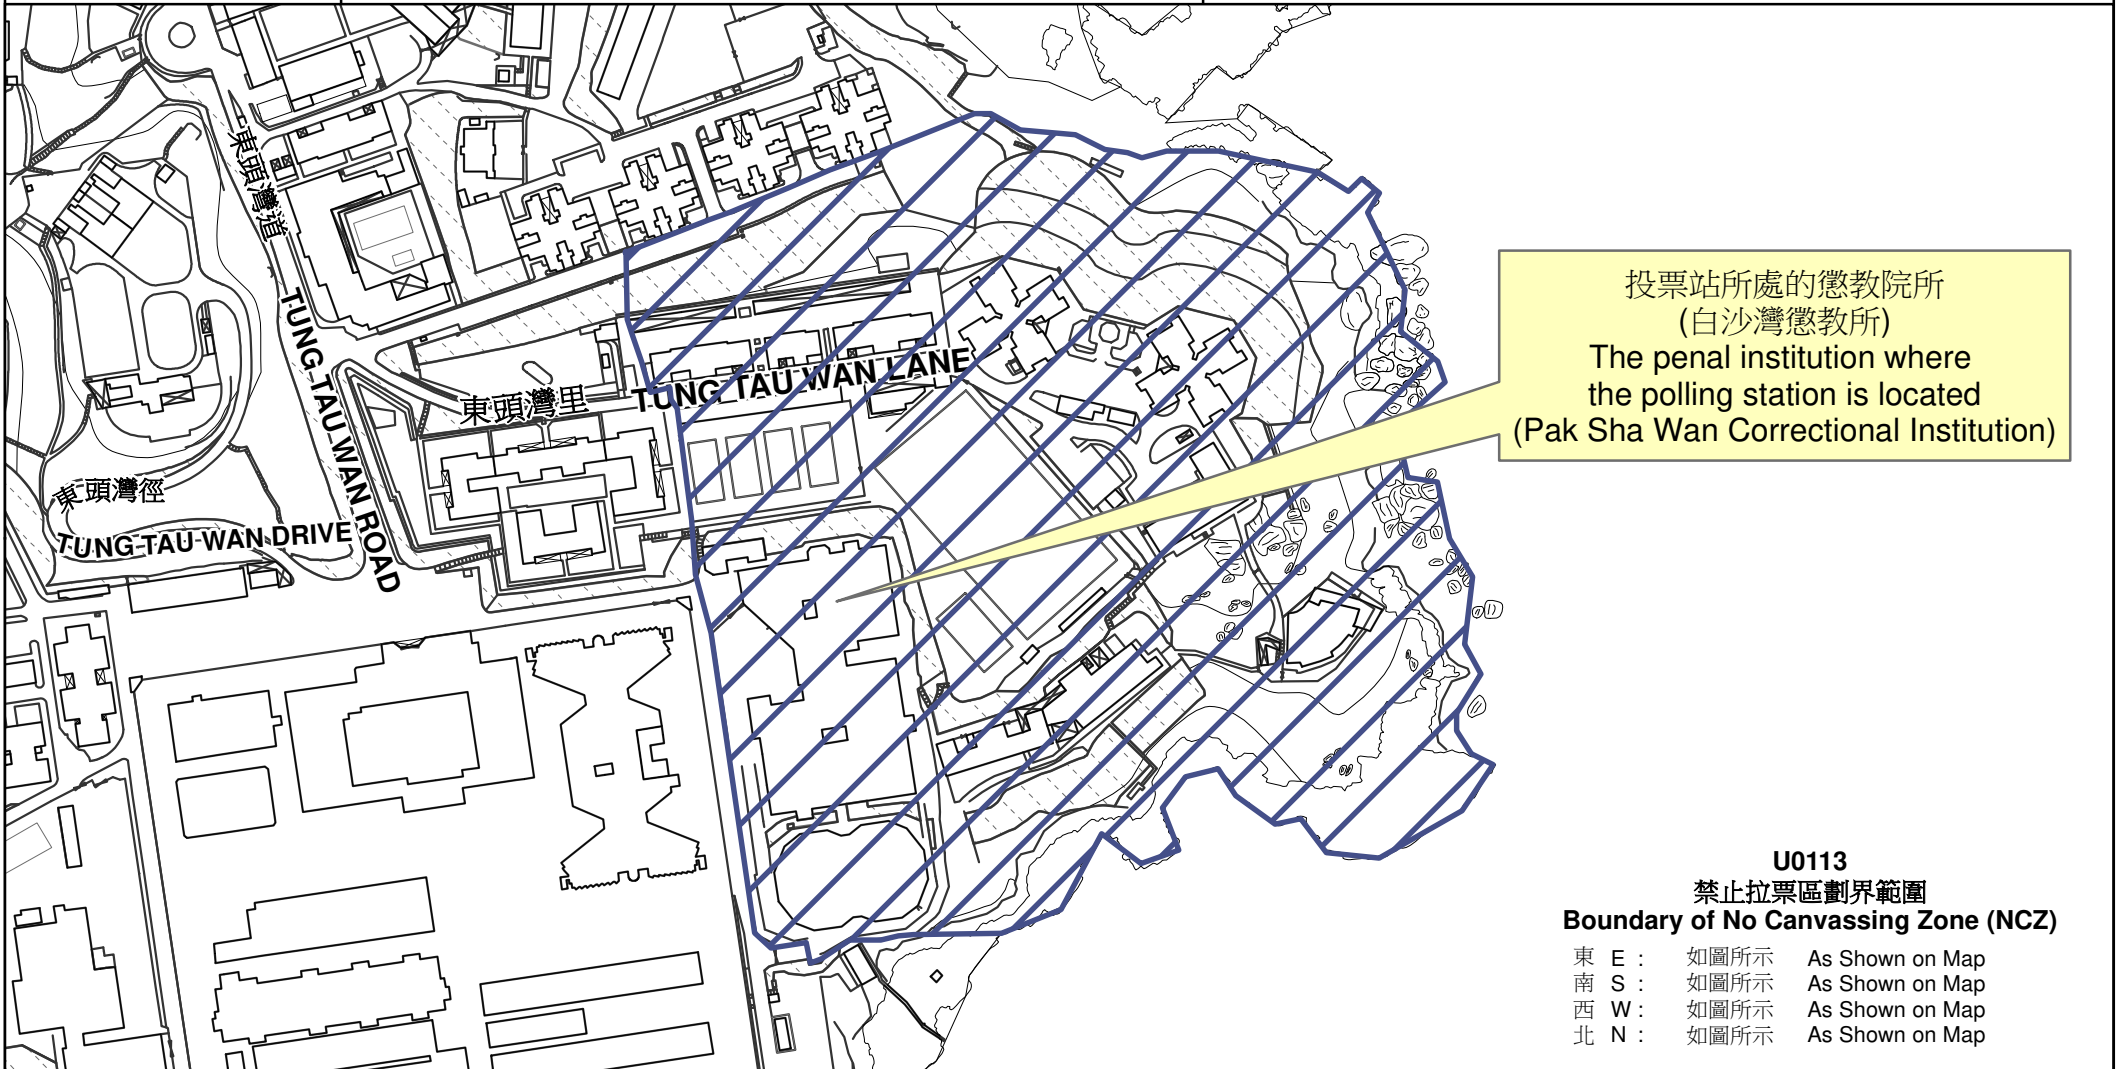 東頭灣道
TUNG TAU WAN ROAD
東頭灣里
TUNG TAU WAN LANE
東頭灣徑
TUNG TAU WAN DRIVE
投票站所處的懲教院所
(白沙灣懲教所)
The penal institution where
the polling station is located
(Pak Sha Wan Correctional Institution)
U0113
禁止拉票區劃界範圍
Boundary of No Canvassing Zone (NCZ)
東 E : 如圖所示 As Shown on Map
南 S : 如圖所示 As Shown on Map
西 W : 如圖所示 As Shown on Map
北 N : 如圖所示 As Shown on Map